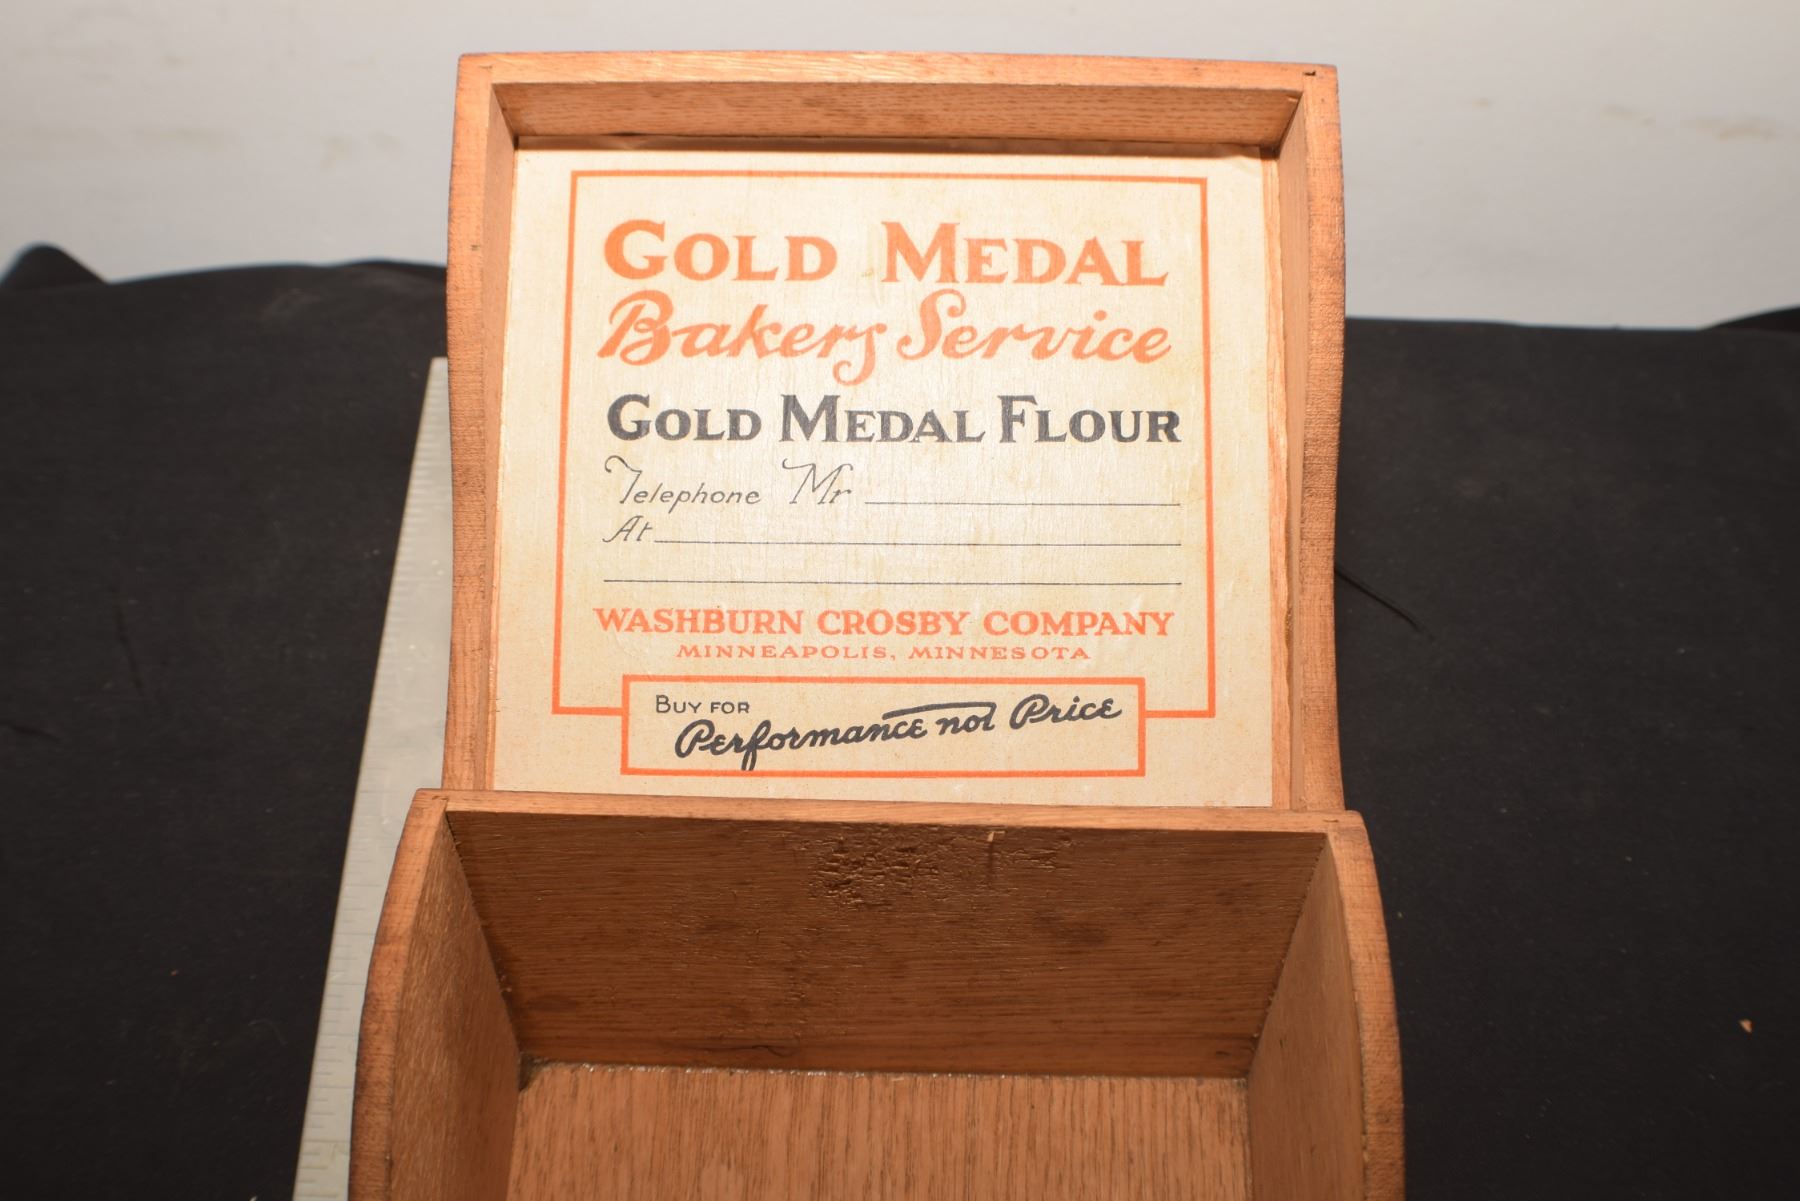 GOLD MEDAL
Bakers Service
GOLD MEDAL FLOUR
Telephone Mr
At
WASHBURN CROSBY COMPANY
MINNEAPOLIS, MINNESOTA
BUY FOR
Performance not Price